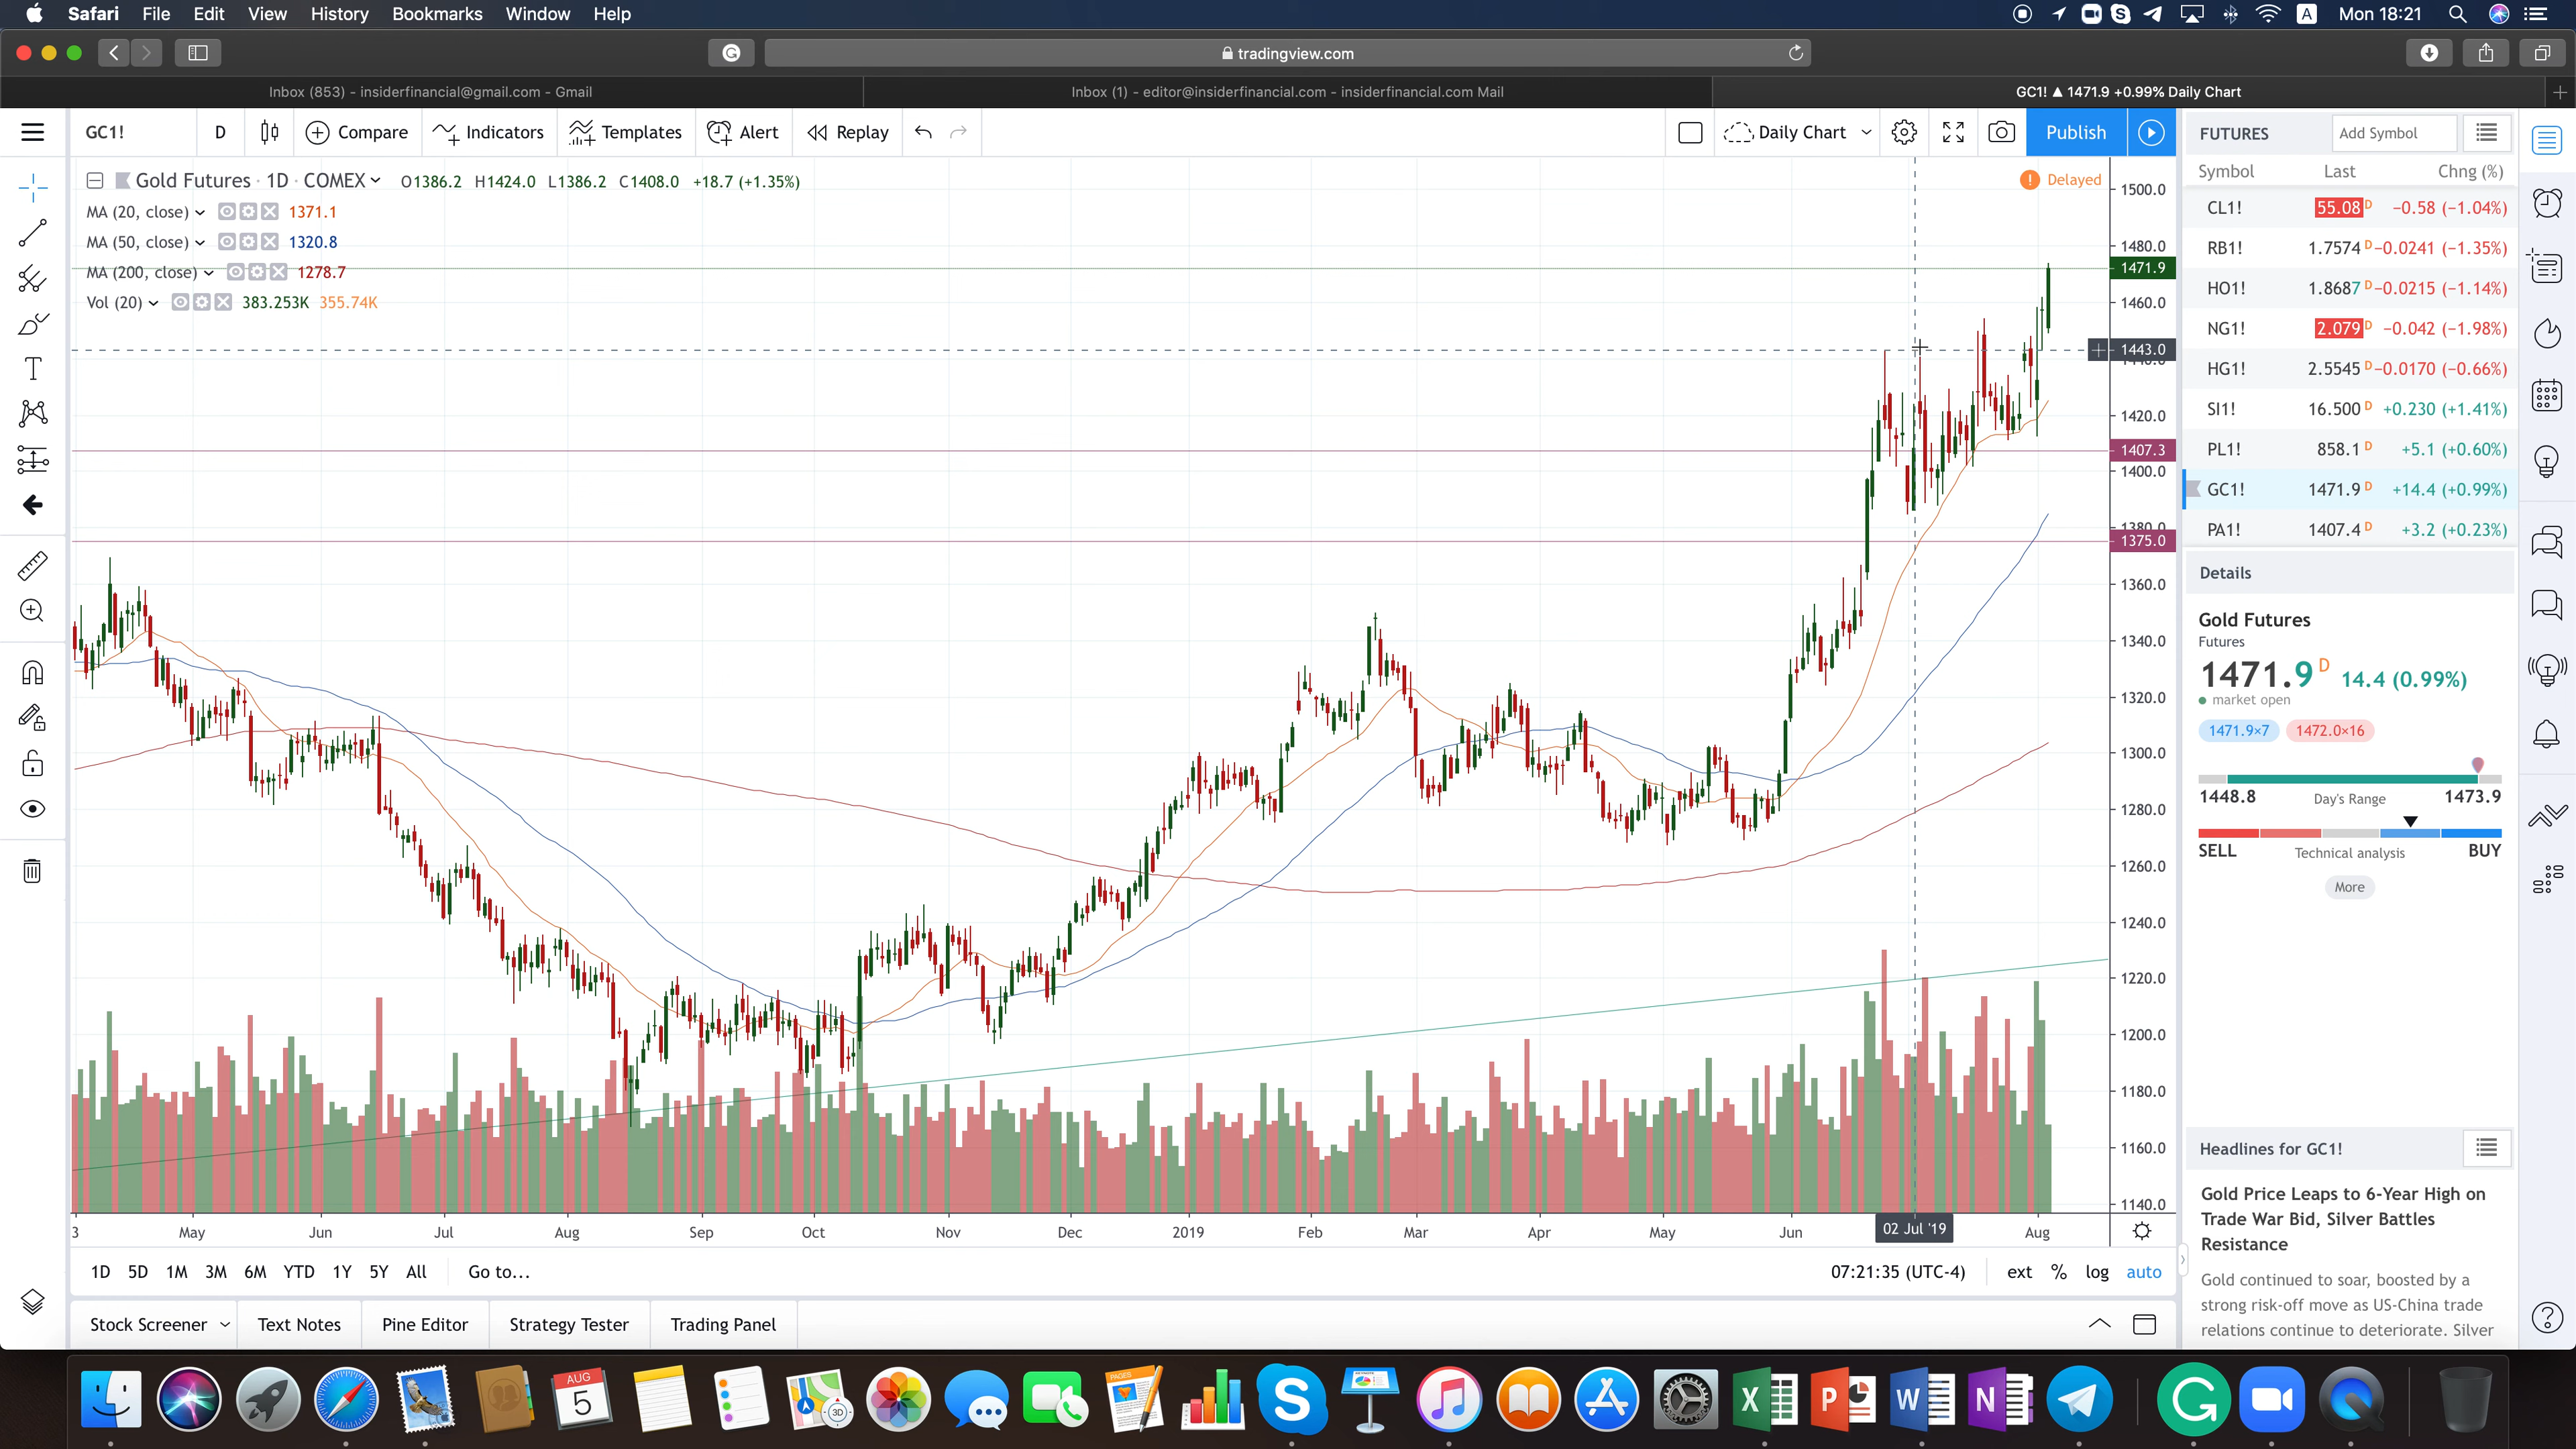 Safari File Edit View History Bookmarks Window Help A Mon 18:21
tradingview.com
Inbox (853) - insiderfinancial@gmail.com - Gmail Inbox (1) - editor@insiderfinancial.com - insiderfinancial.com Mail GC1! ▲ 1471.9 +0.99% Daily Chart
GC1! D Compare Indicators Templates Alert Replay Daily Chart Publish
Gold Futures · 1D · COMEX O1386.2 H1424.0 L1386.2 C1408.0 +18.7 (+1.35%)
Delayed
MA (20, close) 1371.1
MA (50, close) 1320.8
MA (200, close) 1278.7
Vol (20) 383.253K 355.74K
1500.0
1480.0
1471.9
1460.0
1443.0
1420.0
1407.3
1400.0
1380.0
1375.0
1360.0
1340.0
1320.0
1300.0
1280.0
1260.0
1240.0
1220.0
1200.0
1180.0
1160.0
1140.0
3 May Jun Jul Aug Sep Oct Nov Dec 2019 Feb Mar Apr May Jun 02 Jul '19 Aug
1D 5D 1M 3M 6M YTD 1Y 5Y All Go to... 07:21:35 (UTC-4) ext % log auto
Stock Screener Text Notes Pine Editor Strategy Tester Trading Panel
FUTURES Add Symbol
Symbol Last Chng (%)
CL1! 55.08 D −0.58 (−1.04%)
RB1! 1.7574 D −0.0241 (−1.35%)
HO1! 1.8687 D −0.0215 (−1.14%)
NG1! 2.079 D −0.042 (−1.98%)
HG1! 2.5545 D −0.0170 (−0.66%)
SI1! 16.500 D +0.230 (+1.41%)
PL1! 858.1 D +5.1 (+0.60%)
GC1! 1471.9 D +14.4 (+0.99%)
PA1! 1407.4 D +3.2 (+0.23%)
Details
Gold Futures
Futures
1471.9 D 14.4 (0.99%)
market open
1471.9×7 1472.0×16
1448.8 Day's Range 1473.9
SELL Technical analysis BUY
More
Headlines for GC1!
Gold Price Leaps to 6-Year High on
Trade War Bid, Silver Battles
Resistance
Gold continued to soar, boosted by a
strong risk-off move as US-China trade
relations continue to deteriorate. Silver
AUG
5
3D
PAGES